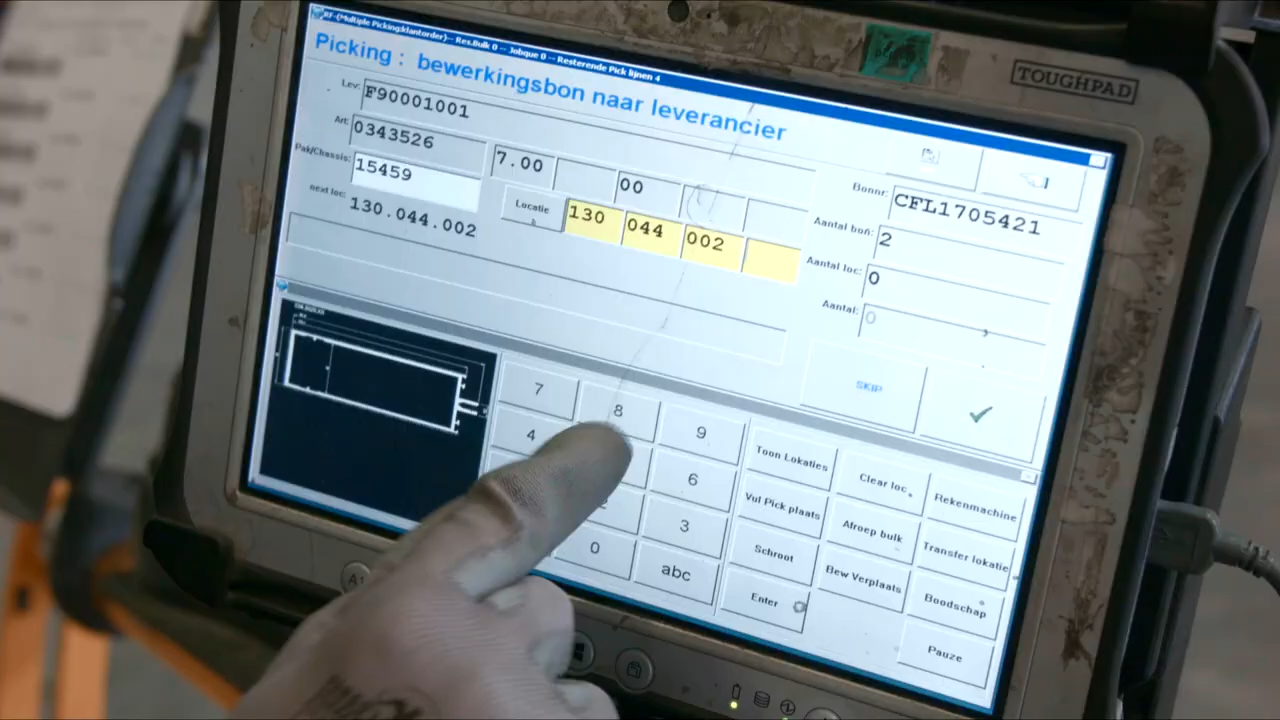 RF-(Multiple Picking:klantorder)-- Res.Bulk 0 -- Jobque 0 -- Resterende Pick lijnen 4
TOUGHPAD
Picking : bewerkingsbon naar leverancier
Lev: F90001001
Art: 0343526 7.00 00
Bonnr: CFL1705421
Pak/Chassis: 15459
Locatie 130 044 002
Aantal bon: 2
next loc: 130.044.002
Aantal loc: 0
Aantal: 0
SKIP
7 8 9
4 6
3
0 abc
Toon Lokaties Clear loc. Rekenmachine
Vul Pick plaats Afroep bulk Transfer lokatie
Schroot Bew Verplaats Boodschap
Enter Pauze